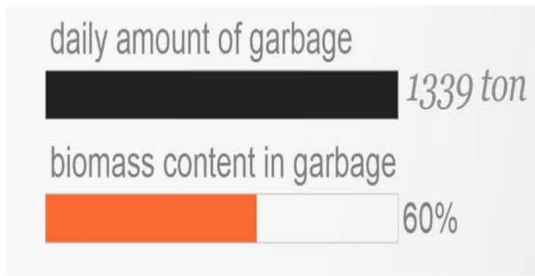 daily amount of garbage
1339 ton
biomass content in garbage
60%